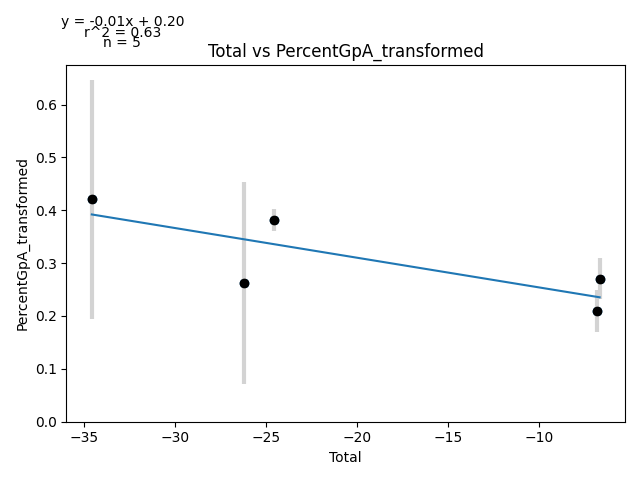 y = -0.01x + 0.20
r^2 = 0.63
n = 5
Total vs PercentGpA_transformed
PercentGpA_transformed
0.6
0.5
0.4
0.3
0.2
0.1
0.0
−35
−30
−25
−20
−15
−10
Total